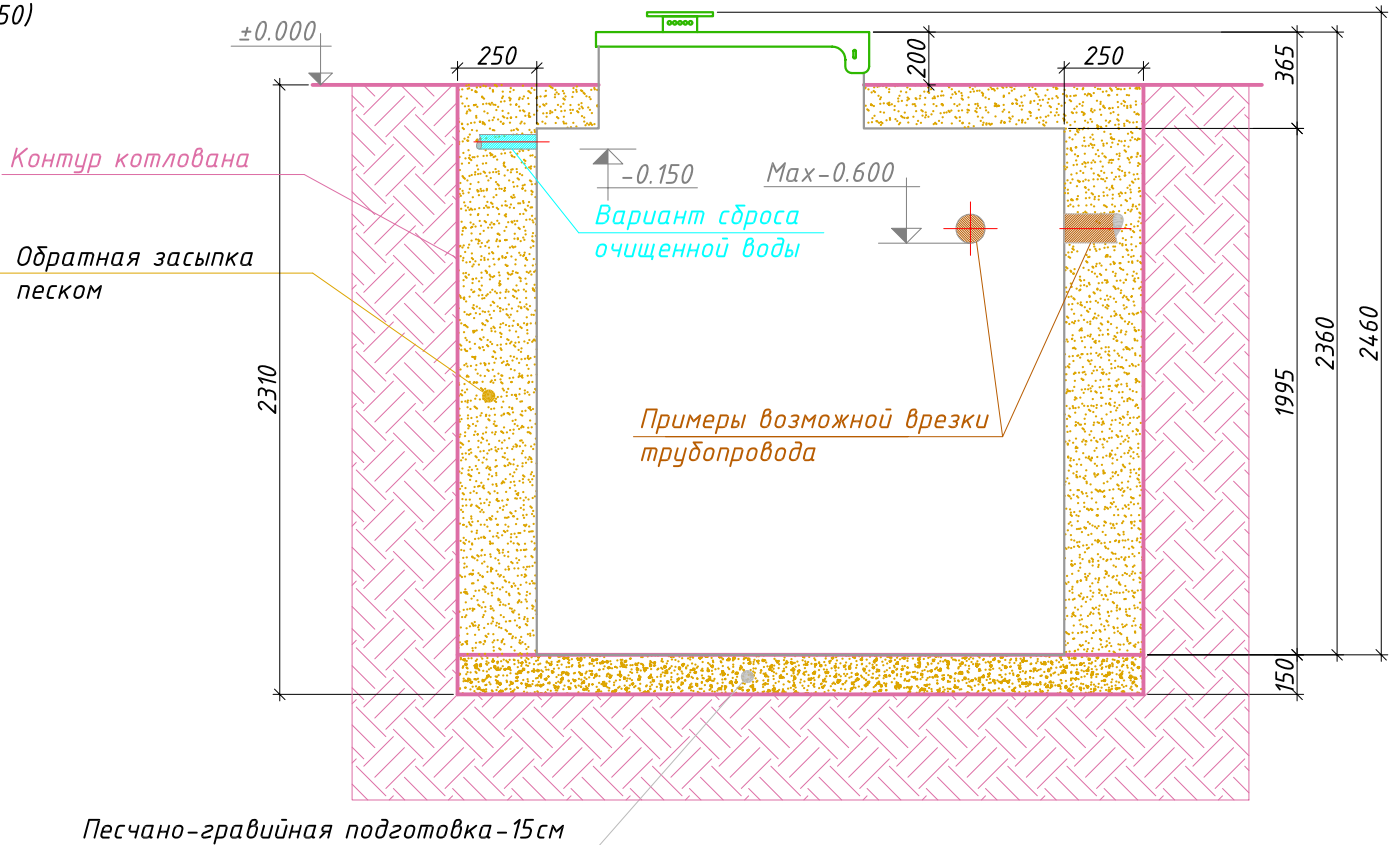 50)
±0.000
250
200
250
365
Контур котлована
-0.150
Max-0.600
Вариант сброса
очищенной воды
Обратная засыпка
песком
2310
2360
2460
1995
Примеры возможной врезки
трубопровода
150
Песчано-гравийная подготовка-15см